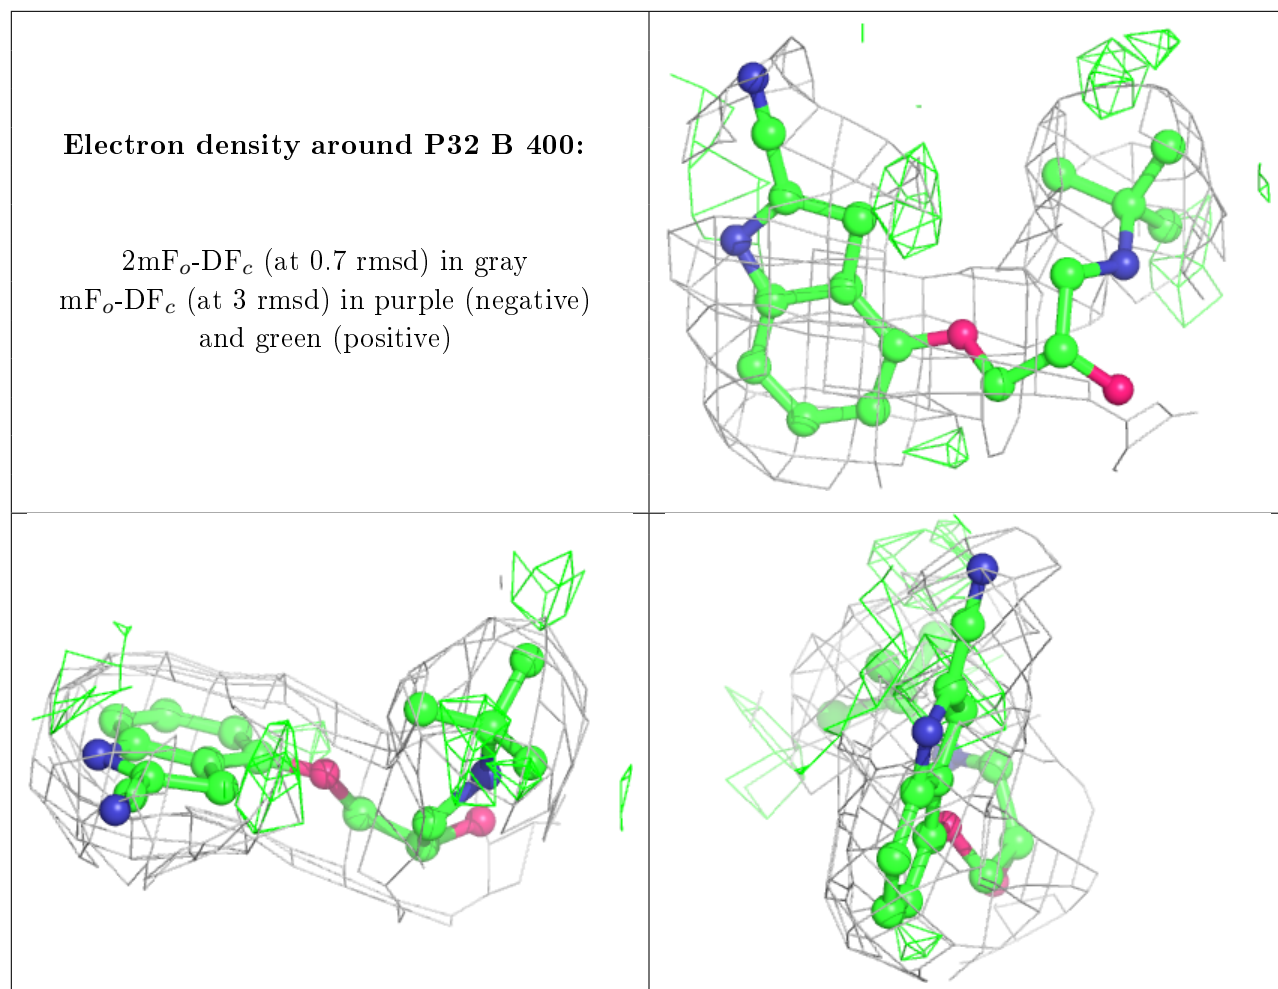 Electron density around P32 B 400:
2mFₒ-DF𝒸 (at 0.7 rmsd) in gray
mFₒ-DF𝒸 (at 3 rmsd) in purple (negative)
and green (positive)